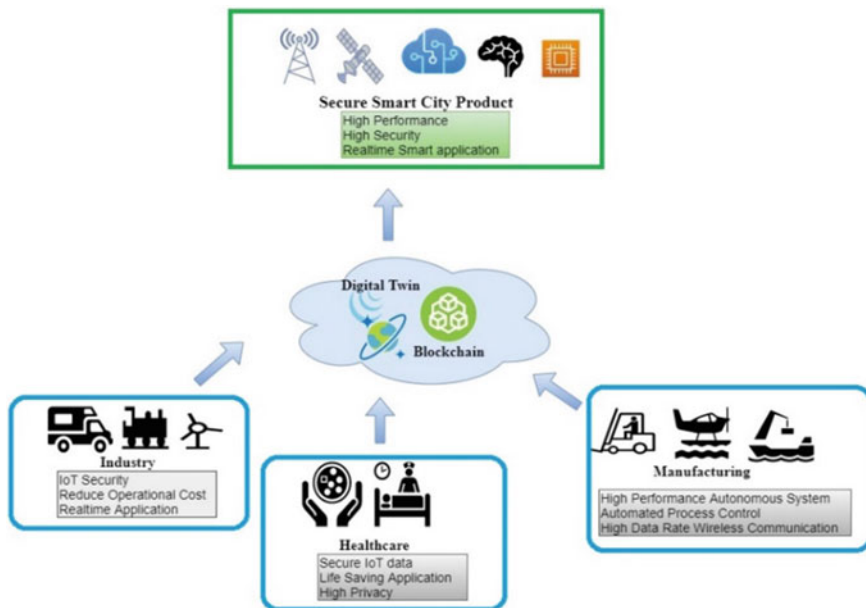 Secure Smart City Product
High Performance
High Security
Realtime Smart application
Digital Twin
Blockchain
Industry
IoT Security
Reduce Operational Cost
Realtime Application
Healthcare
Secure IoT data
Life Saving Application
High Privacy
Manufacturing
High Performance Autonomous System
Automated Process Control
High Data Rate Wireless Communication